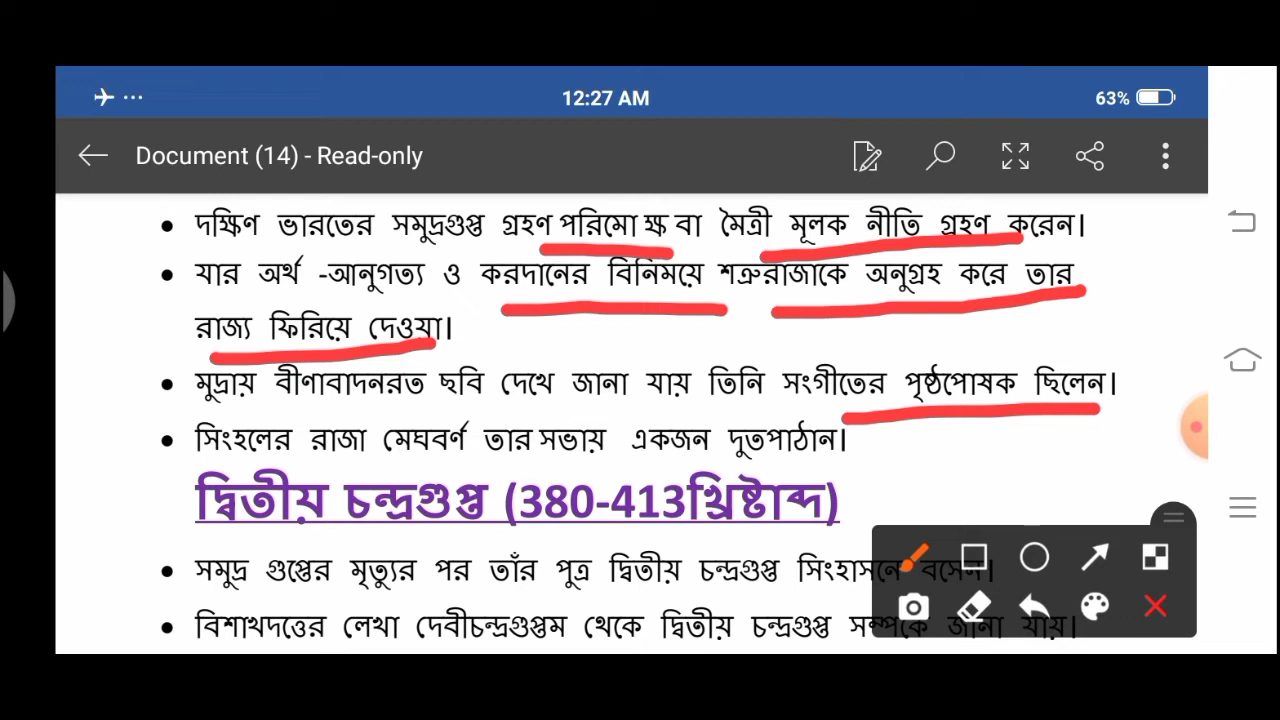 12:27 AM
63%
Document (14) - Read-only
• দক্ষিণ ভারতের সমুদ্রগুপ্ত গ্রহণ পরিমো ক্ষ বা মৈত্রী মূলক নীতি গ্রহণ করেন।
• যার অর্থ -আনুগত্য ও করদানের বিনিময়ে শত্রুরাজাকে অনুগ্রহ করে তার
রাজ্য ফিরিয়ে দেওযা।
• মুদ্রায় বীণাবাদনরত ছবি দেখে জানা যায় তিনি সংগীতের পৃষ্ঠপোষক ছিলেন।
• সিংহলের রাজা মেঘবর্ণ তার সভায় একজন দুতপাঠান।
দ্বিতীয় চন্দ্রগুপ্ত (380-413খ্রিষ্টাব্দ)
• সমুদ্র গুপ্তের মৃত্যুর পর তাঁর পুত্র দ্বিতীয় চন্দ্রগুপ্ত সিংহাসনে বসেন।
• বিশাখদত্তের লেখা দেবীচন্দ্রগুপ্তম থেকে দ্বিতীয় চন্দ্রগুপ্ত সম্পর্কে জানা যায়।